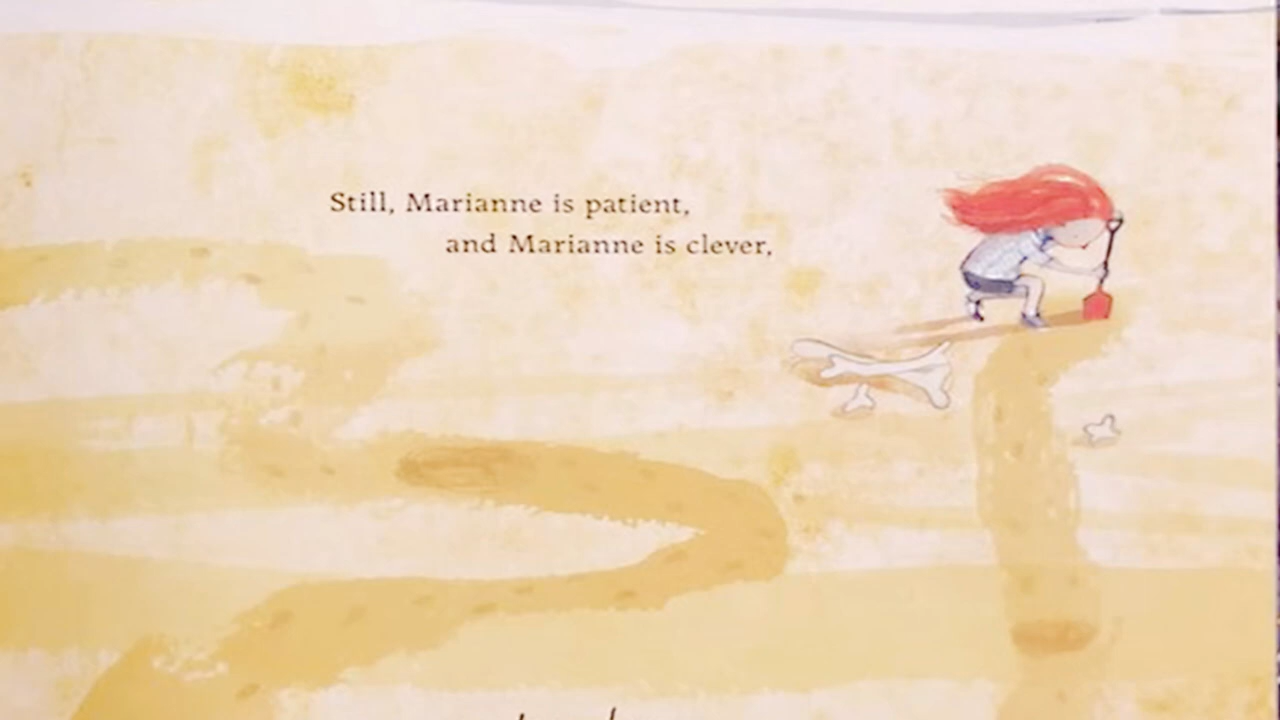 Still, Marianne is patient,
and Marianne is clever,